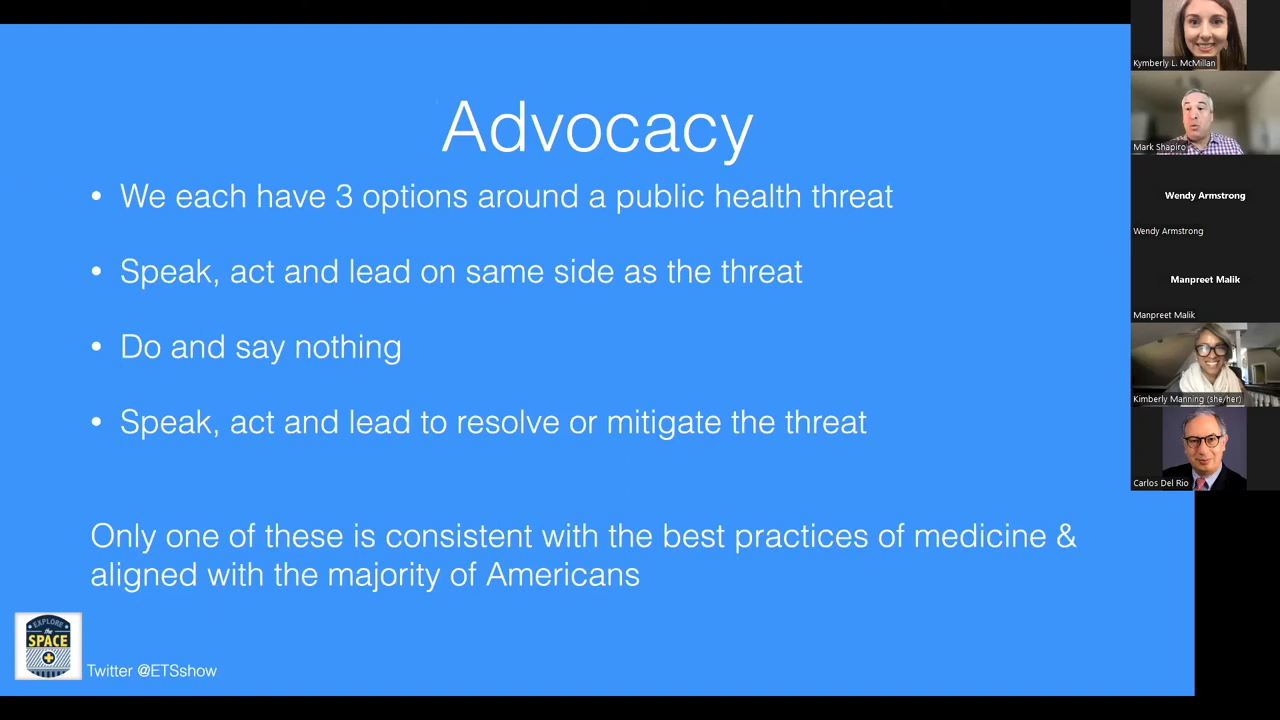 Advocacy
• We each have 3 options around a public health threat
• Speak, act and lead on same side as the threat
• Do and say nothing
• Speak, act and lead to resolve or mitigate the threat
Only one of these is consistent with the best practices of medicine &
aligned with the majority of Americans
EXPLORE
the
SPACE
Twitter @ETSshow
Kymberly L. McMillan
Mark Shapiro
Wendy Armstrong
Wendy Armstrong
Manpreet Malik
Manpreet Malik
Kimberly Manning (she/her)
Carlos Del Rio